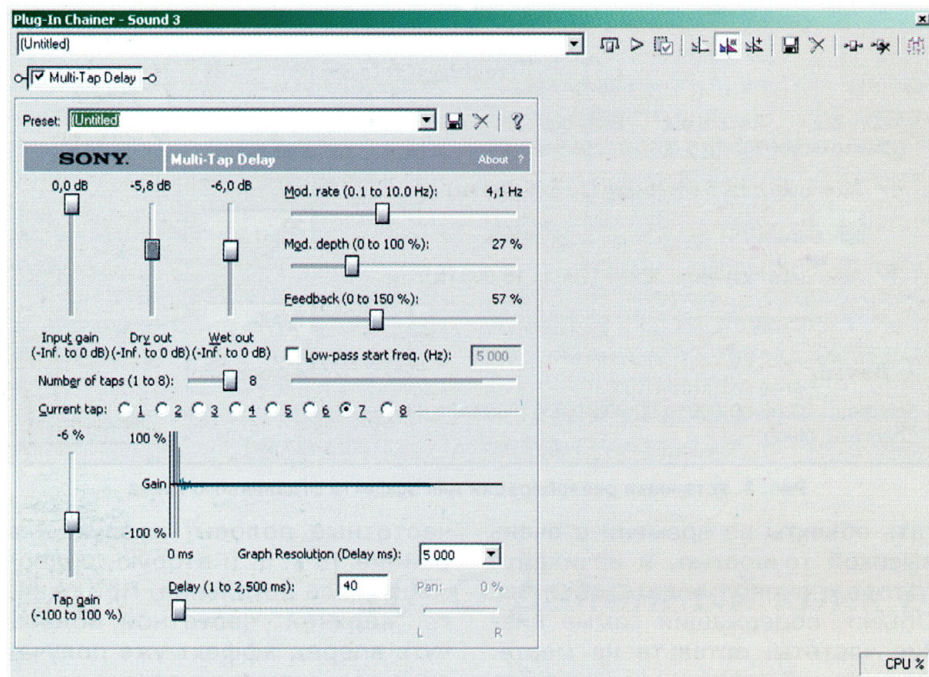 Plug-In Chainer - Sound 3
(Untitled)
Multi-Tap Delay
Preset: (Untitled)
SONY. Multi-Tap Delay About ?
0,0 dB -5,8 dB -6,0 dB
Mod. rate (0.1 to 10.0 Hz): 4,1 Hz
Mod. depth (0 to 100 %): 27 %
Feedback (0 to 150 %): 57 %
Input gain Dry out Wet out
(-Inf. to 0 dB) (-Inf. to 0 dB) (-Inf. to 0 dB)
Low-pass start freq. (Hz): 5 000
Number of taps (1 to 8): 8
Current tap: 1 2 3 4 5 6 7 8
-6 % 100 %
Gain
-100 %
0 ms Graph Resolution (Delay ms): 5 000
Delay (1 to 2,500 ms): 40 Pan: 0 %
Tap gain
(-100 to 100 %)
L R
CPU %